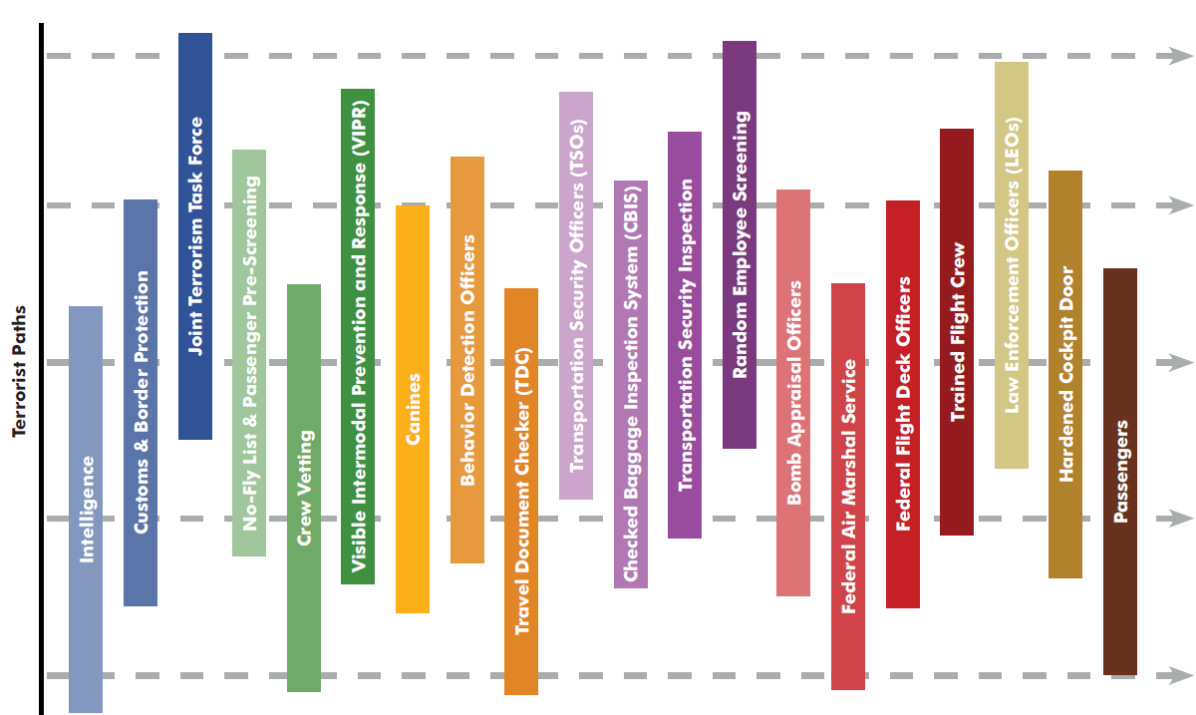 Terrorist Paths
Intelligence
Customs & Border Protection
Joint Terrorism Task Force
No-Fly List & Passenger Pre-Screening
Crew Vetting
Visible Intermodal Prevention and Response (VIPR)
Canines
Behavior Detection Officers
Travel Document Checker (TDC)
Transportation Security Officers (TSOs)
Checked Baggage Inspection System (CBIS)
Transportation Security Inspection
Random Employee Screening
Bomb Appraisal Officers
Federal Air Marshal Service
Federal Flight Deck Officers
Trained Flight Crew
Law Enforcement Officers (LEOs)
Hardened Cockpit Door
Passengers